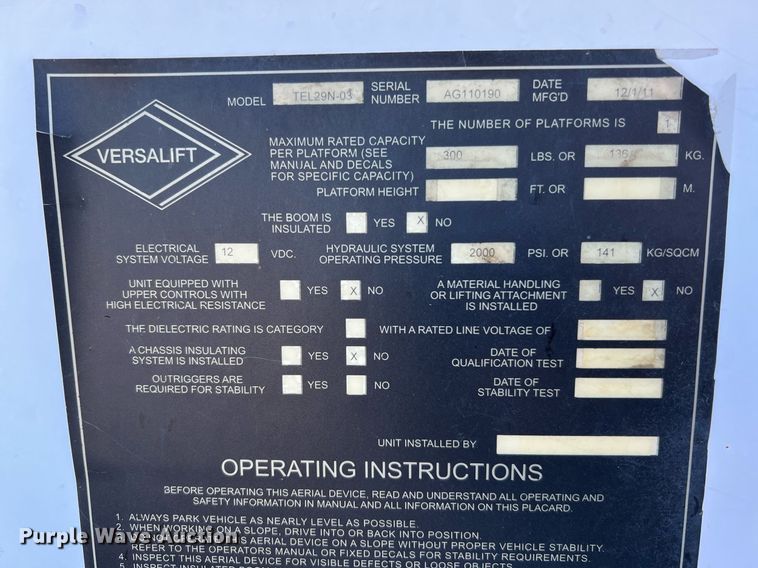 MODEL TEL29N-03 SERIAL NUMBER AG110190 DATE MFG'D 12/1/11
THE NUMBER OF PLATFORMS IS 1
VERSALIFT
MAXIMUM RATED CAPACITY
PER PLATFORM (SEE
MANUAL AND DECALS
FOR SPECIFIC CAPACITY)
300 LBS. OR 136 KG.
PLATFORM HEIGHT FT. OR M.
THE BOOM IS
INSULATED YES X NO
ELECTRICAL
SYSTEM VOLTAGE 12 VDC.
HYDRAULIC SYSTEM
OPERATING PRESSURE 2000 PSI. OR 141 KG/SQCM
UNIT EQUIPPED WITH
UPPER CONTROLS WITH
HIGH ELECTRICAL RESISTANCE
YES X NO
A MATERIAL HANDLING
OR LIFTING ATTACHMENT
IS INSTALLED
YES X NO
THE DIELECTRIC RATING IS CATEGORY WITH A RATED LINE VOLTAGE OF
A CHASSIS INSULATING
SYSTEM IS INSTALLED YES X NO
DATE OF
QUALIFICATION TEST
OUTRIGGERS ARE
REQUIRED FOR STABILITY YES NO
DATE OF
STABILITY TEST
UNIT INSTALLED BY
OPERATING INSTRUCTIONS
BEFORE OPERATING THIS AERIAL DEVICE, READ AND UNDERSTAND ALL OPERATING AND
SAFETY INFORMATION IN MANUAL AND ALL INFORMATION ON THIS PLACARD.
1. ALWAYS PARK VEHICLE AS NEARLY LEVEL AS POSSIBLE.
2. WHEN WORKING ON A SLOPE, DRIVE INTO OR BACK INTO POSITION.
THIS AERIAL DEVICE ON A SLOPE WITHOUT PROPER VEHICLE STABILITY.
REFER TO THE OPERATORS MANUAL OR FIXED DECALS FOR STABILITY REQUIREMENTS.
4. INSPECT THIS AERIAL DEVICE FOR VISIBLE DEFECTS OR LOOSE OBJECTS.
Purple Wave Auction